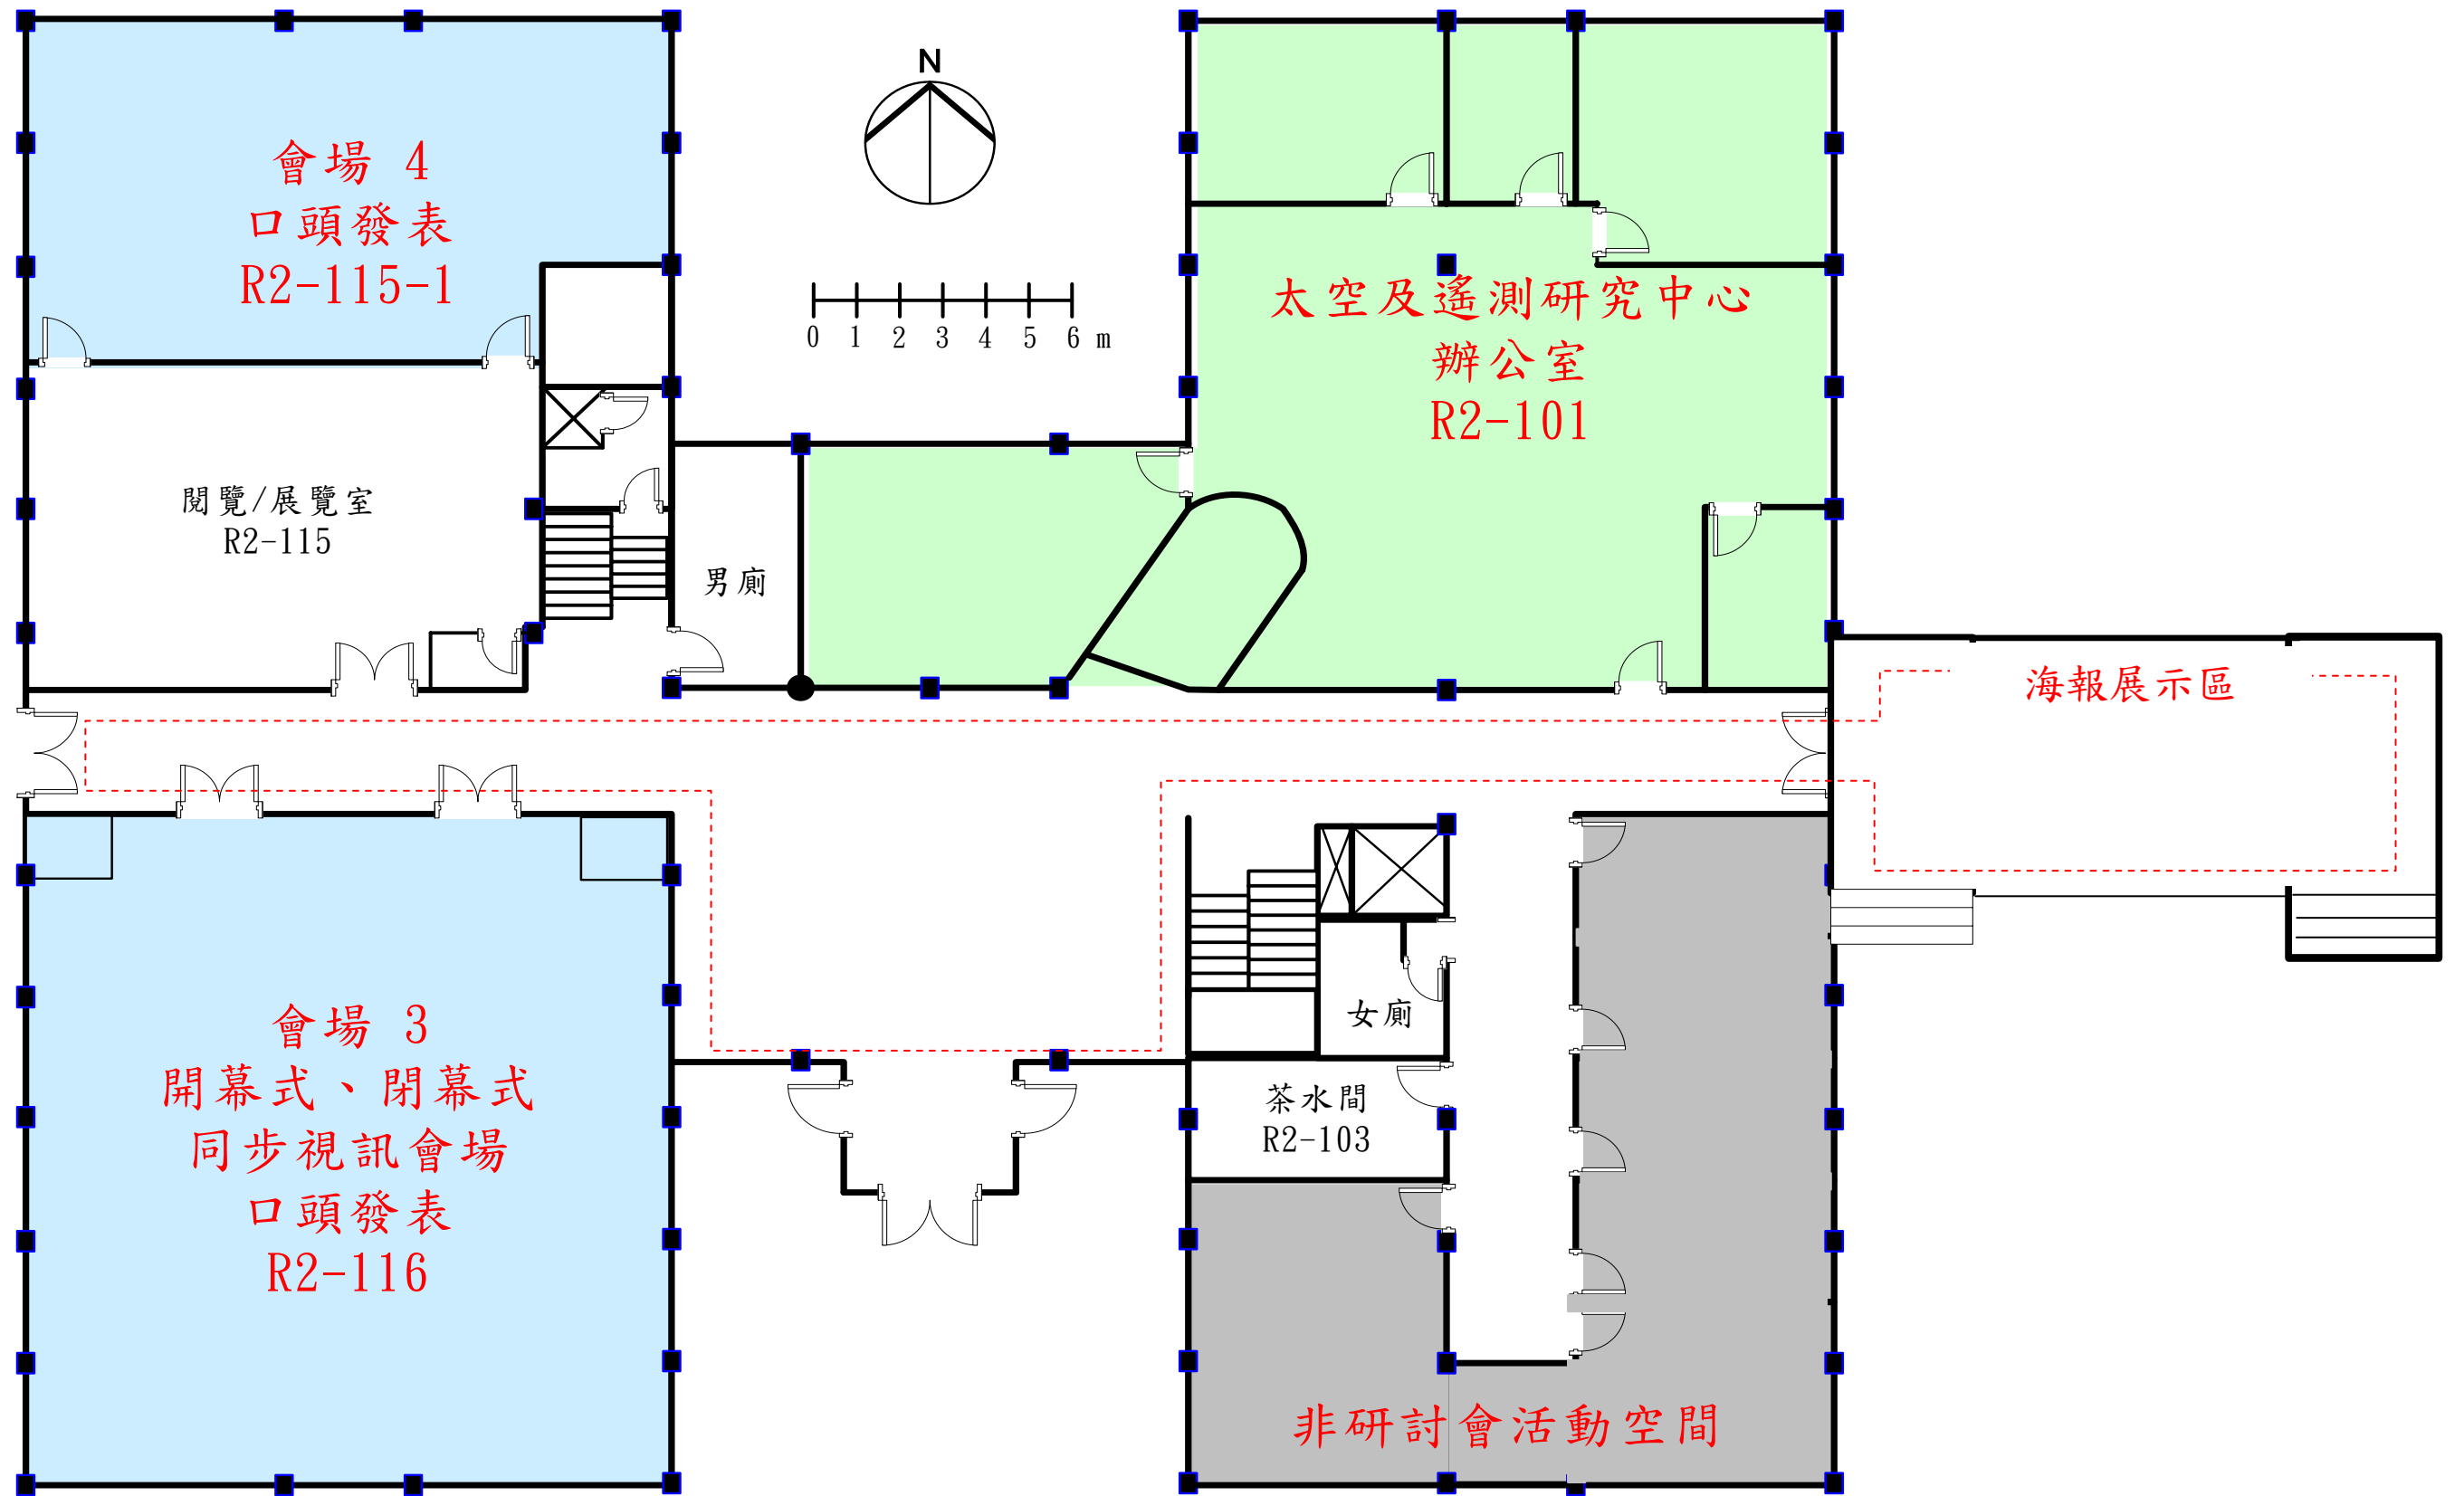 N
會場 4
口頭發表
R2-115-1
0 1 2 3 4 5 6 m
太空及遙測研究中心
辦公室
R2-101
閱覽/展覽室
R2-115
男廁
海報展示區
會場 3
開幕式、閉幕式
同步視訊會場
口頭發表
R2-116
女廁
茶水間
R2-103
非研討會活動空間